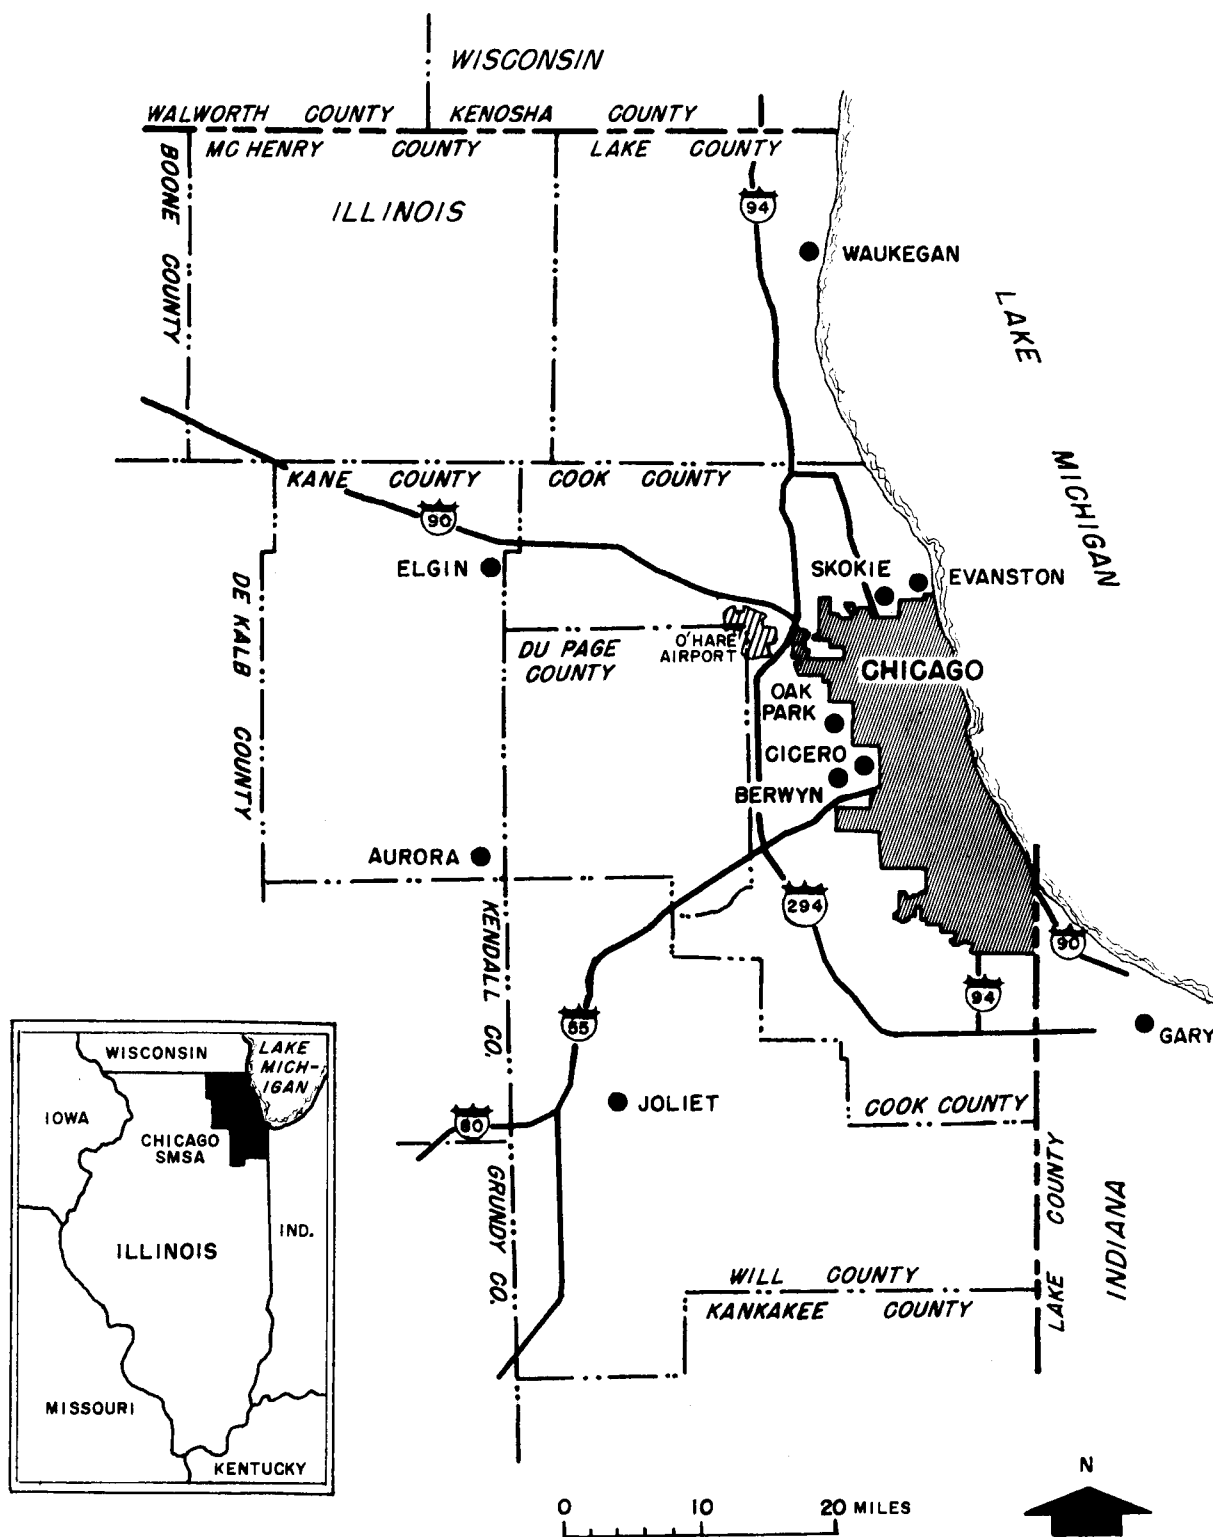 WISCONSIN
WALWORTH COUNTY KENOSHA COUNTY
MC HENRY COUNTY LAKE COUNTY
BOONE COUNTY
ILLINOIS
94
WAUKEGAN
LAKE MICHIGAN
KANE COUNTY COOK COUNTY
90
ELGIN
SKOKIE
EVANSTON
DE KALB COUNTY
DU PAGE
COUNTY
O'HARE
AIRPORT
CHICAGO
OAK
PARK
CICERO
BERWYN
AURORA
294
90
KENDALL CO.
94
55
GARY
JOLIET
COOK COUNTY
80
GRUNDY CO.
LAKE COUNTY
INDIANA
WILL COUNTY
KANKAKEE COUNTY
WISCONSIN
LAKE
MICH-
IGAN
IOWA
CHICAGO
SMSA
IND.
ILLINOIS
MISSOURI
KENTUCKY
N
0 10 20 MILES